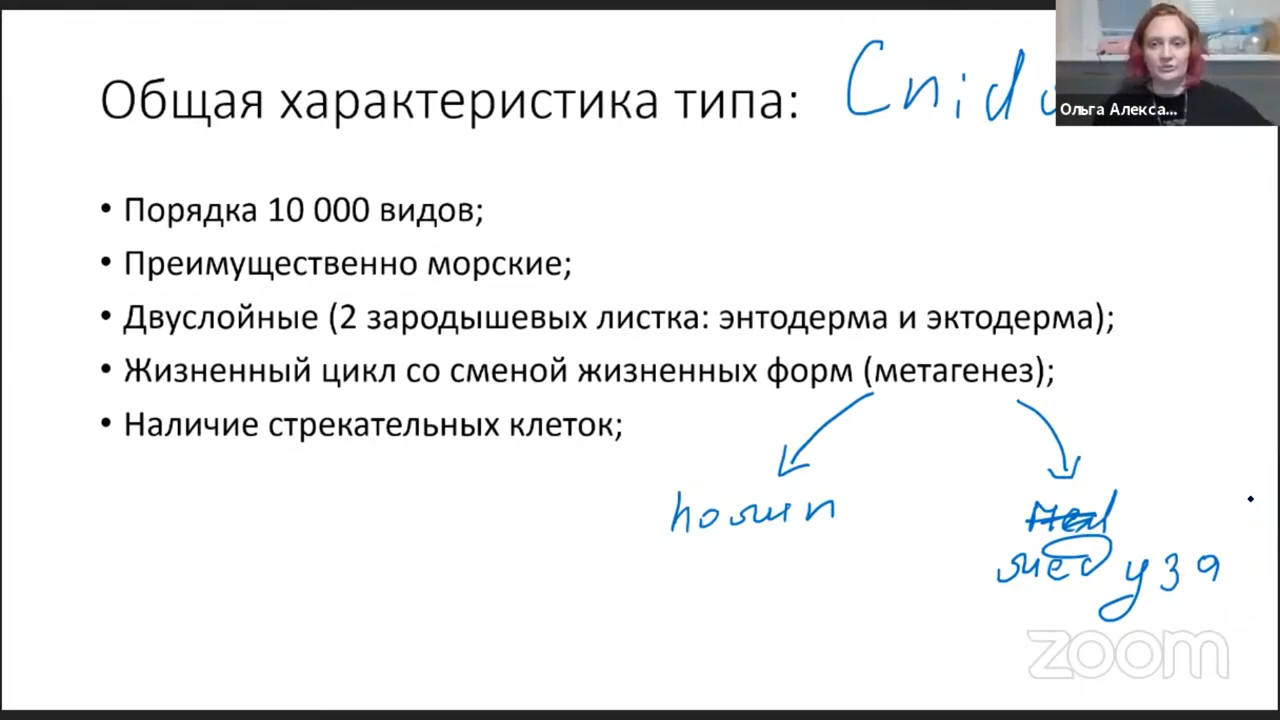 Общая характеристика типа: Cnido
Ольга Алекса...
• Порядка 10 000 видов;
• Преимущественно морские;
• Двуслойные (2 зародышевых листка: энтодерма и эктодерма);
• Жизненный цикл со сменой жизненных форм (метагенез);
• Наличие стрекательных клеток;
полип
медуза
zoom